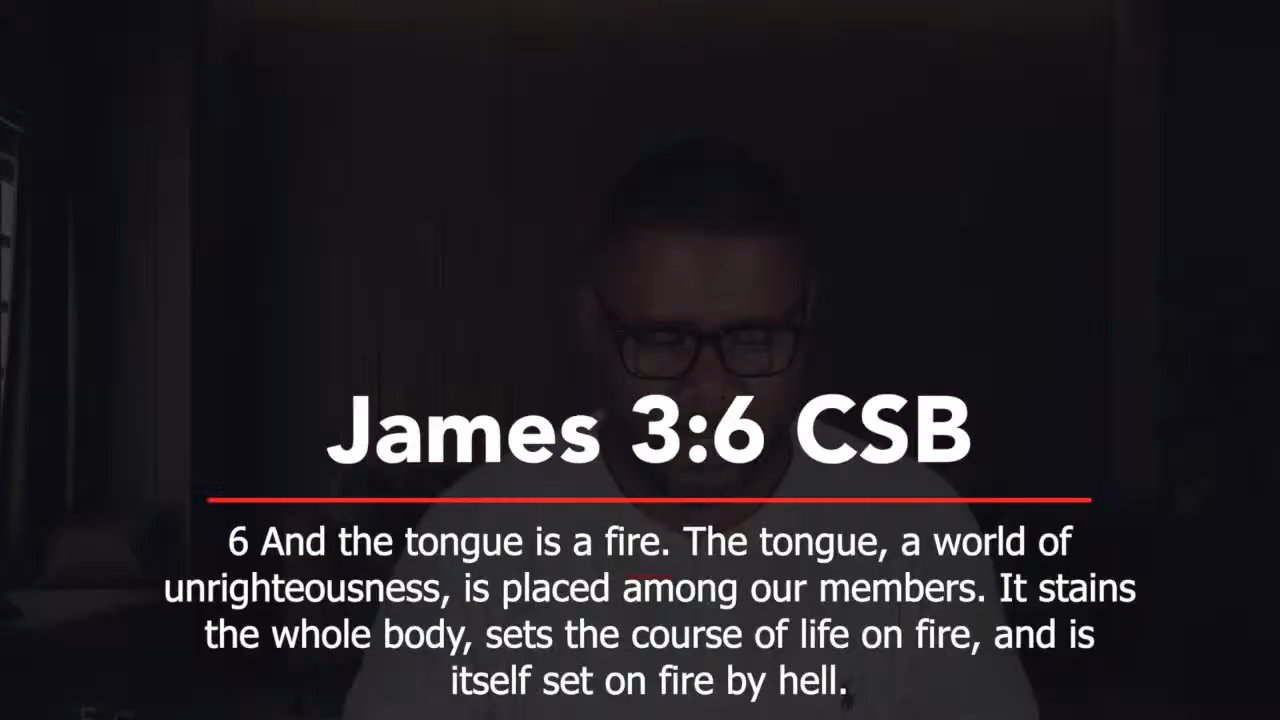 James 3:6 CSB
6 And the tongue is a fire. The tongue, a world of
unrighteousness, is placed among our members. It stains
the whole body, sets the course of life on fire, and is
itself set on fire by hell.